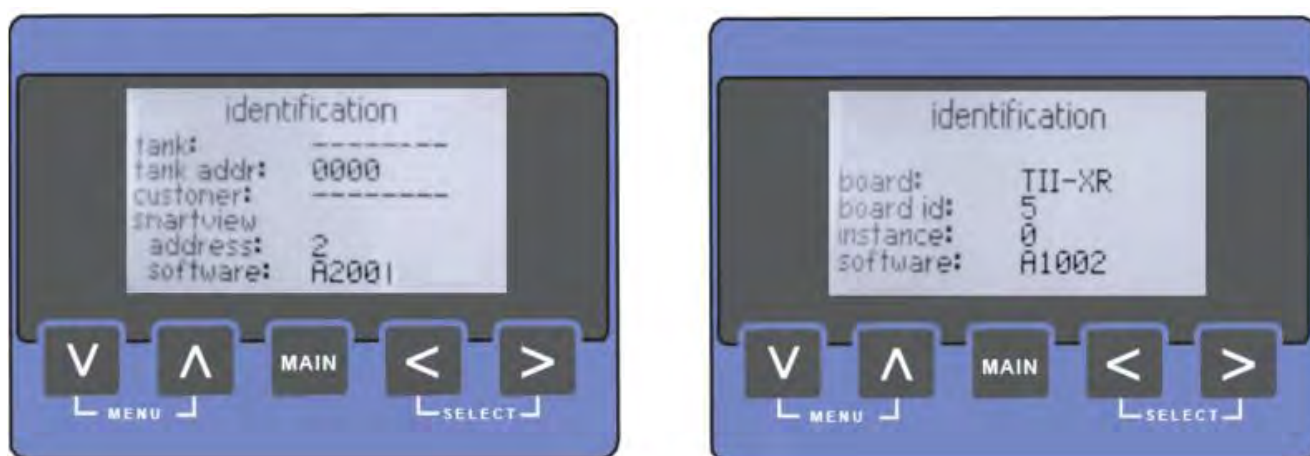 identification
tank: --------
tank addr: 0000
customer: --------
smartview
address: 2
software: A2001
V Λ MAIN < >
MENU SELECT
identification
board: TII-XR
board id: 5
instance: 0
software: A1002
V Λ MAIN < >
MENU SELECT